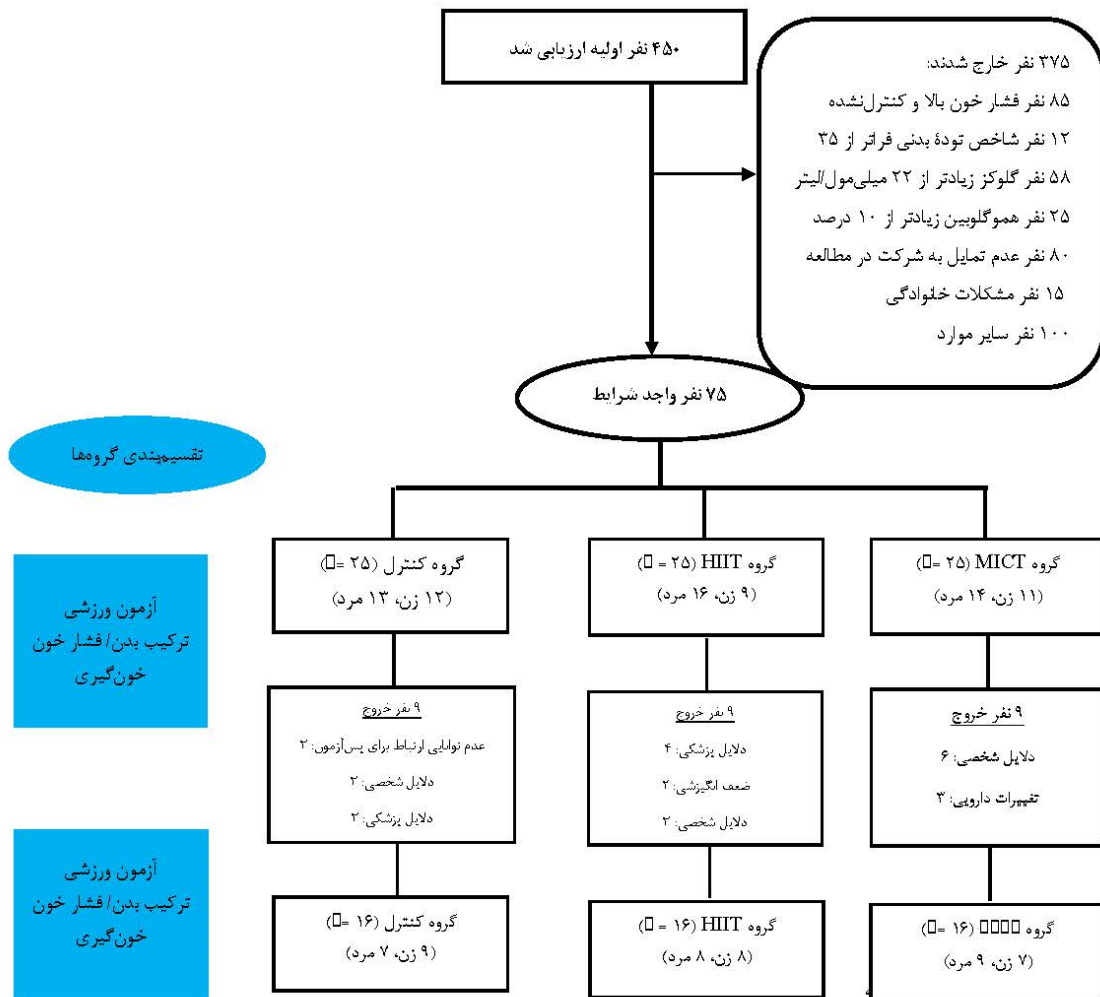 ۴۵۰ نفر اولیه ارزیابی شد
۳۷۵ نفر خارج شدند:
۸۵ نفر فشار خون بالا و کنترل‌نشده
۱۲ نفر شاخص تودهٔ بدنی فراتر از ۳۵
۵۸ نفر گلوکز زیادتر از ۲۲ میلی‌مول/لیتر
۲۵ نفر هموگلوبین زیادتر از ۱۰ درصد
۸۰ نفر عدم تمایل به شرکت در مطالعه
۱۵ نفر مشکلات خانوادگی
۱۰۰ نفر سایر موارد
۷۵ نفر واجد شرایط
تقسیم‌بندی گروه‌ها
گروه MICT (۲۵ =□)
(۱۱ زن، ۱۴ مرد)
گروه HIIT (۲۵ = □)
(۹ زن، ۱۶ مرد)
گروه کنترل (۲۵ =□)
(۱۲ زن، ۱۳ مرد)
آزمون ورزشی
ترکیب بدن/ فشار خون
خون‌گیری
۹ نفر خروج
دلایل شخصی: ۶
تغییرات دارویی: ۳
۹ نفر خروج
دلایل پزشکی: ۴
ضعف انگیزشی: ۲
دلایل شخصی: ۲
۹ نفر خروج
عدم توانایی ارتباط برای پس‌آزمون: ۲
دلایل شخصی: ۲
دلایل پزشکی: ۲
گروه □□□□ (۱۶ =□)
(۷ زن، ۹ مرد)
گروه HIIT (۱۶ = □)
(۸ زن، ۸ مرد)
گروه کنترل (۱۶ =□)
(۹ زن، ۷ مرد)
آزمون ورزشی
ترکیب بدن/ فشار خون
خون‌گیری